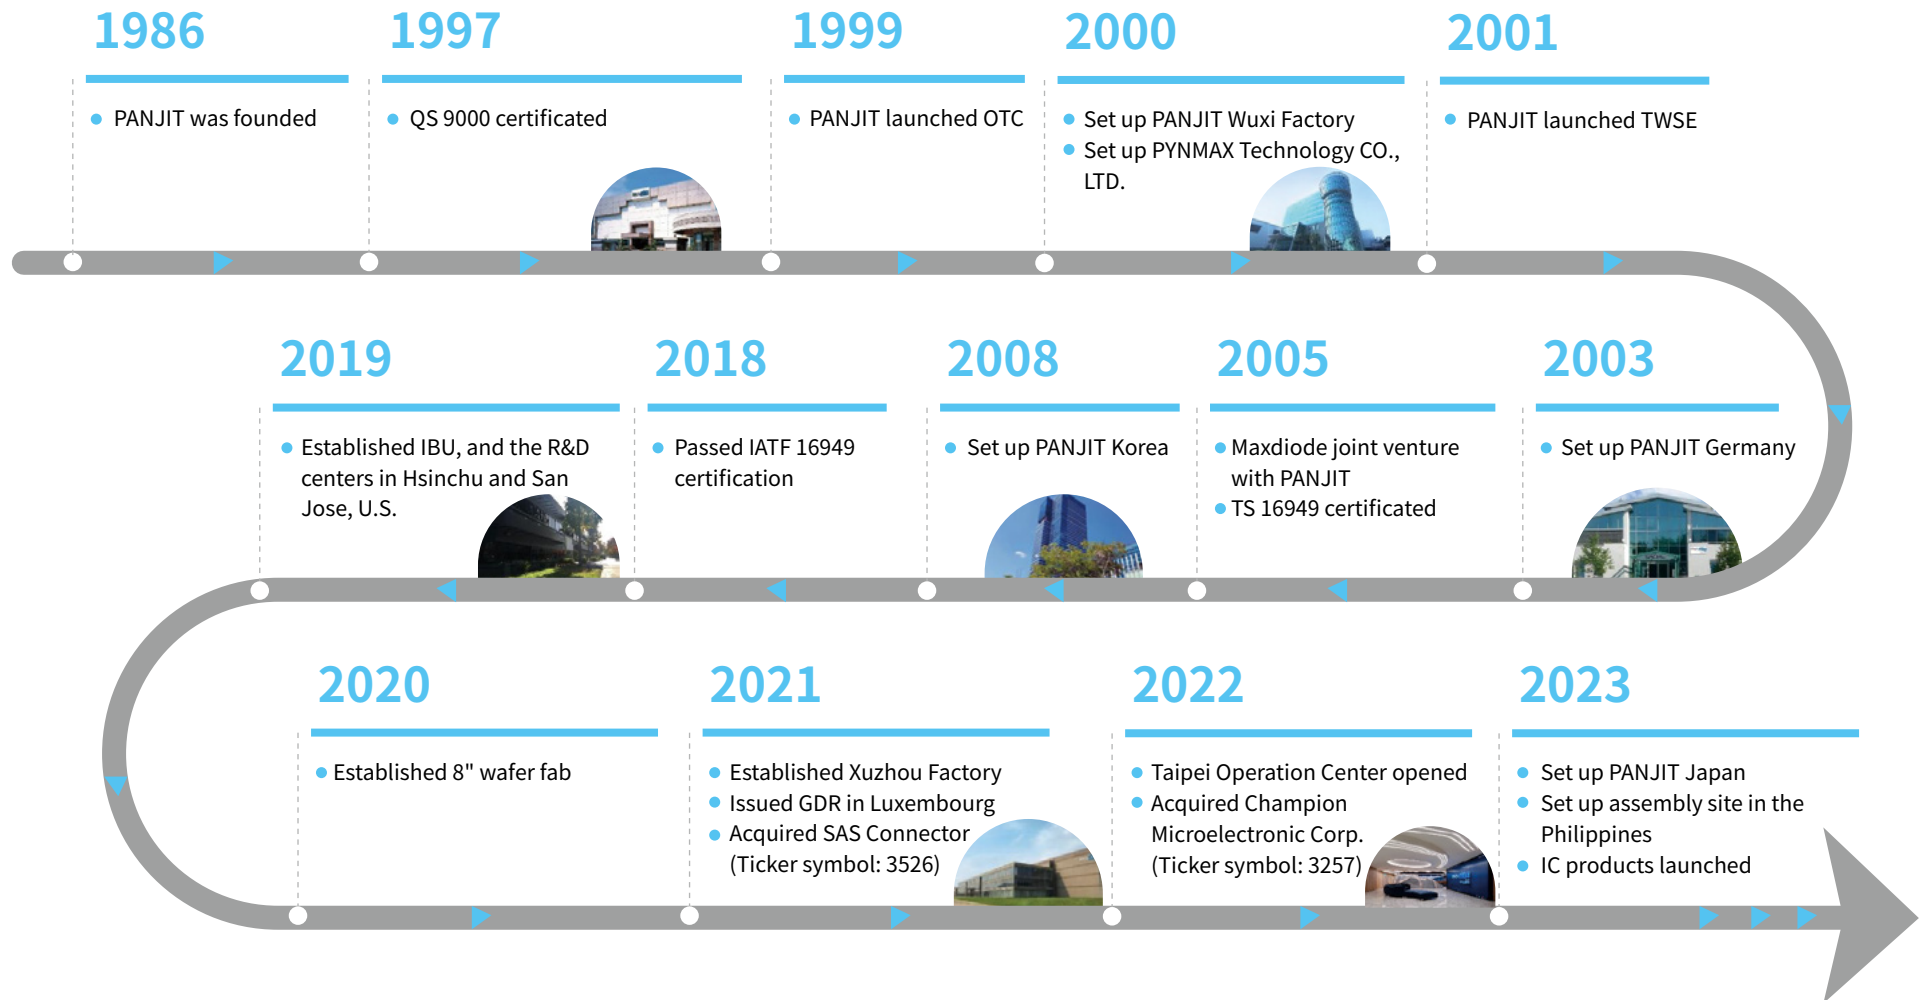 1986
PANJIT was founded
1997
QS 9000 certificated
1999
PANJIT launched OTC
2000
Set up PANJIT Wuxi Factory
Set up PYNMAX Technology CO.,
LTD.
2001
PANJIT launched TWSE
2003
Set up PANJIT Germany
2005
Maxdiode joint venture
with PANJIT
TS 16949 certificated
2008
Set up PANJIT Korea
2018
Passed IATF 16949
certification
2019
Established IBU, and the R&D
centers in Hsinchu and San
Jose, U.S.
2020
Established 8" wafer fab
2021
Established Xuzhou Factory
Issued GDR in Luxembourg
Acquired SAS Connector
(Ticker symbol: 3526)
2022
Taipei Operation Center opened
Acquired Champion
Microelectronic Corp.
(Ticker symbol: 3257)
2023
Set up PANJIT Japan
Set up assembly site in the
Philippines
IC products launched